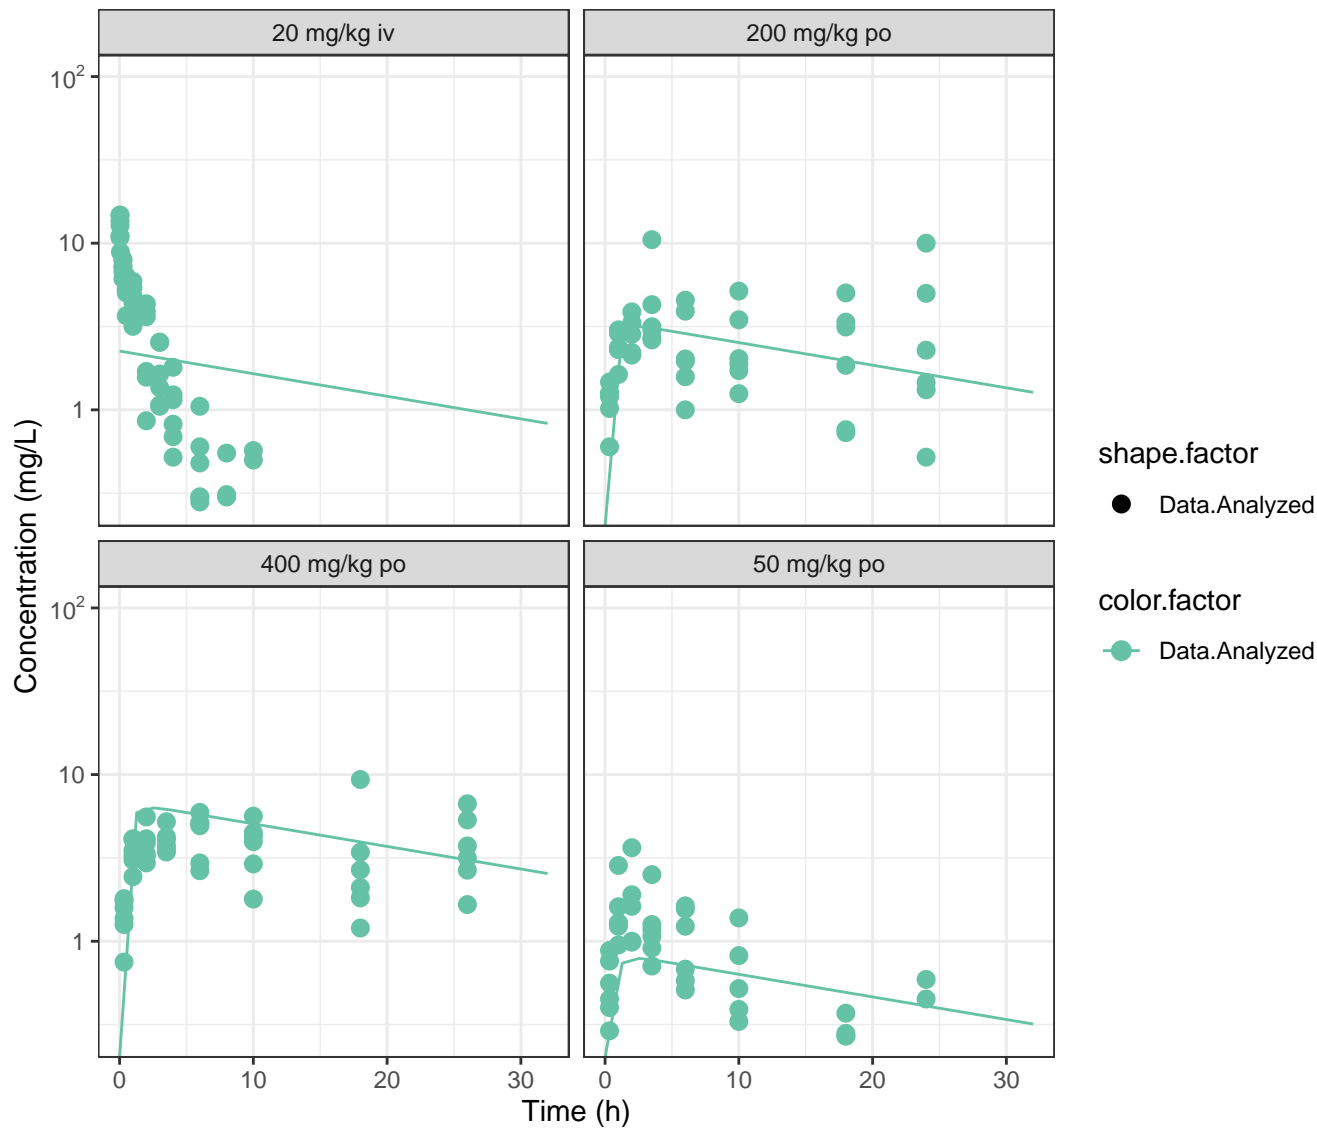 20 mg/kg iv
200 mg/kg po
10²
10
1
400 mg/kg po
50 mg/kg po
10²
10
1
0
10
20
30
0
10
20
30
Time (h)
Concentration (mg/L)
shape.factor
Data.Analyzed
color.factor
Data.Analyzed